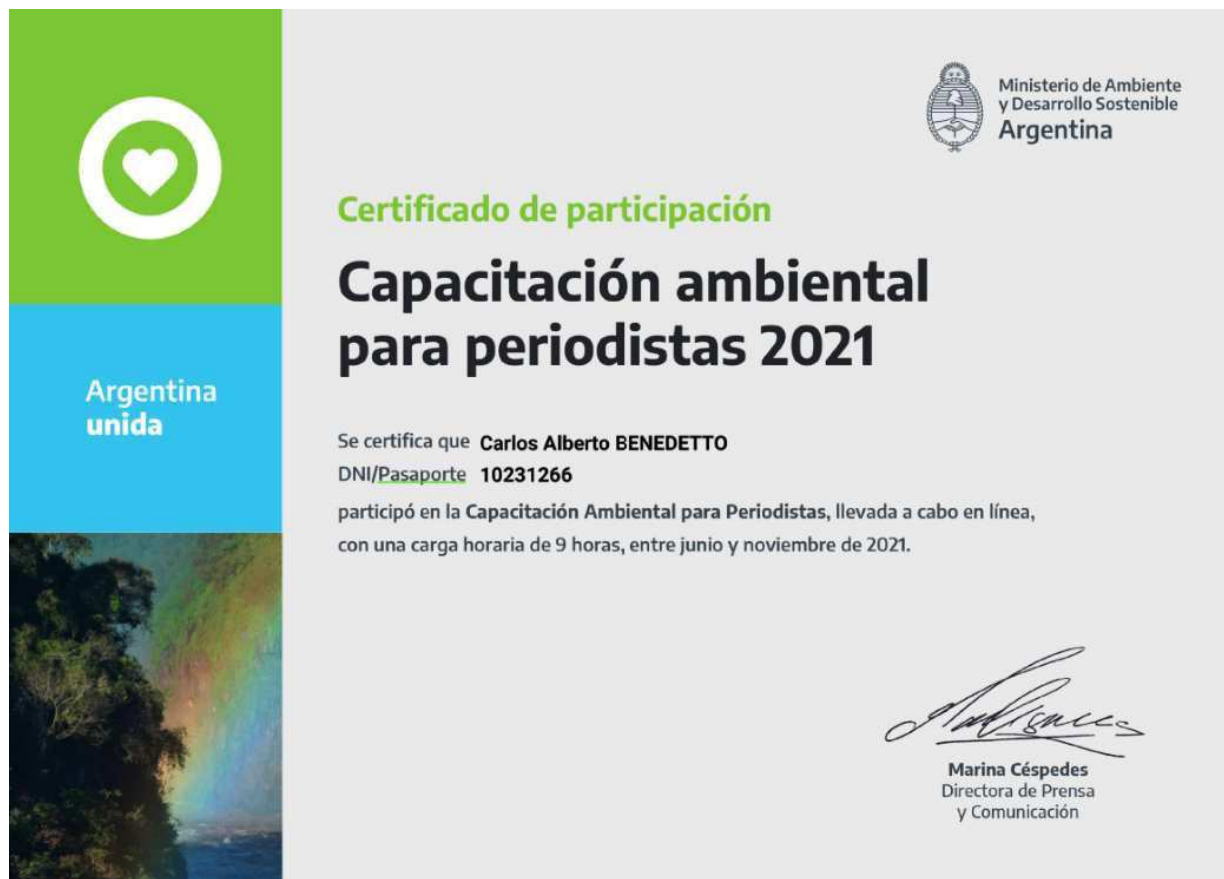 Ministerio de Ambiente
y Desarrollo Sostenible
Argentina
Certificado de participación
Capacitación ambiental
para periodistas 2021
Argentina
unida
Se certifica que Carlos Alberto BENEDETTO
DNI/Pasaporte 10231266
participó en la Capacitación Ambiental para Periodistas, llevada a cabo en línea,
con una carga horaria de 9 horas, entre junio y noviembre de 2021.
Marina Céspedes
Directora de Prensa
y Comunicación